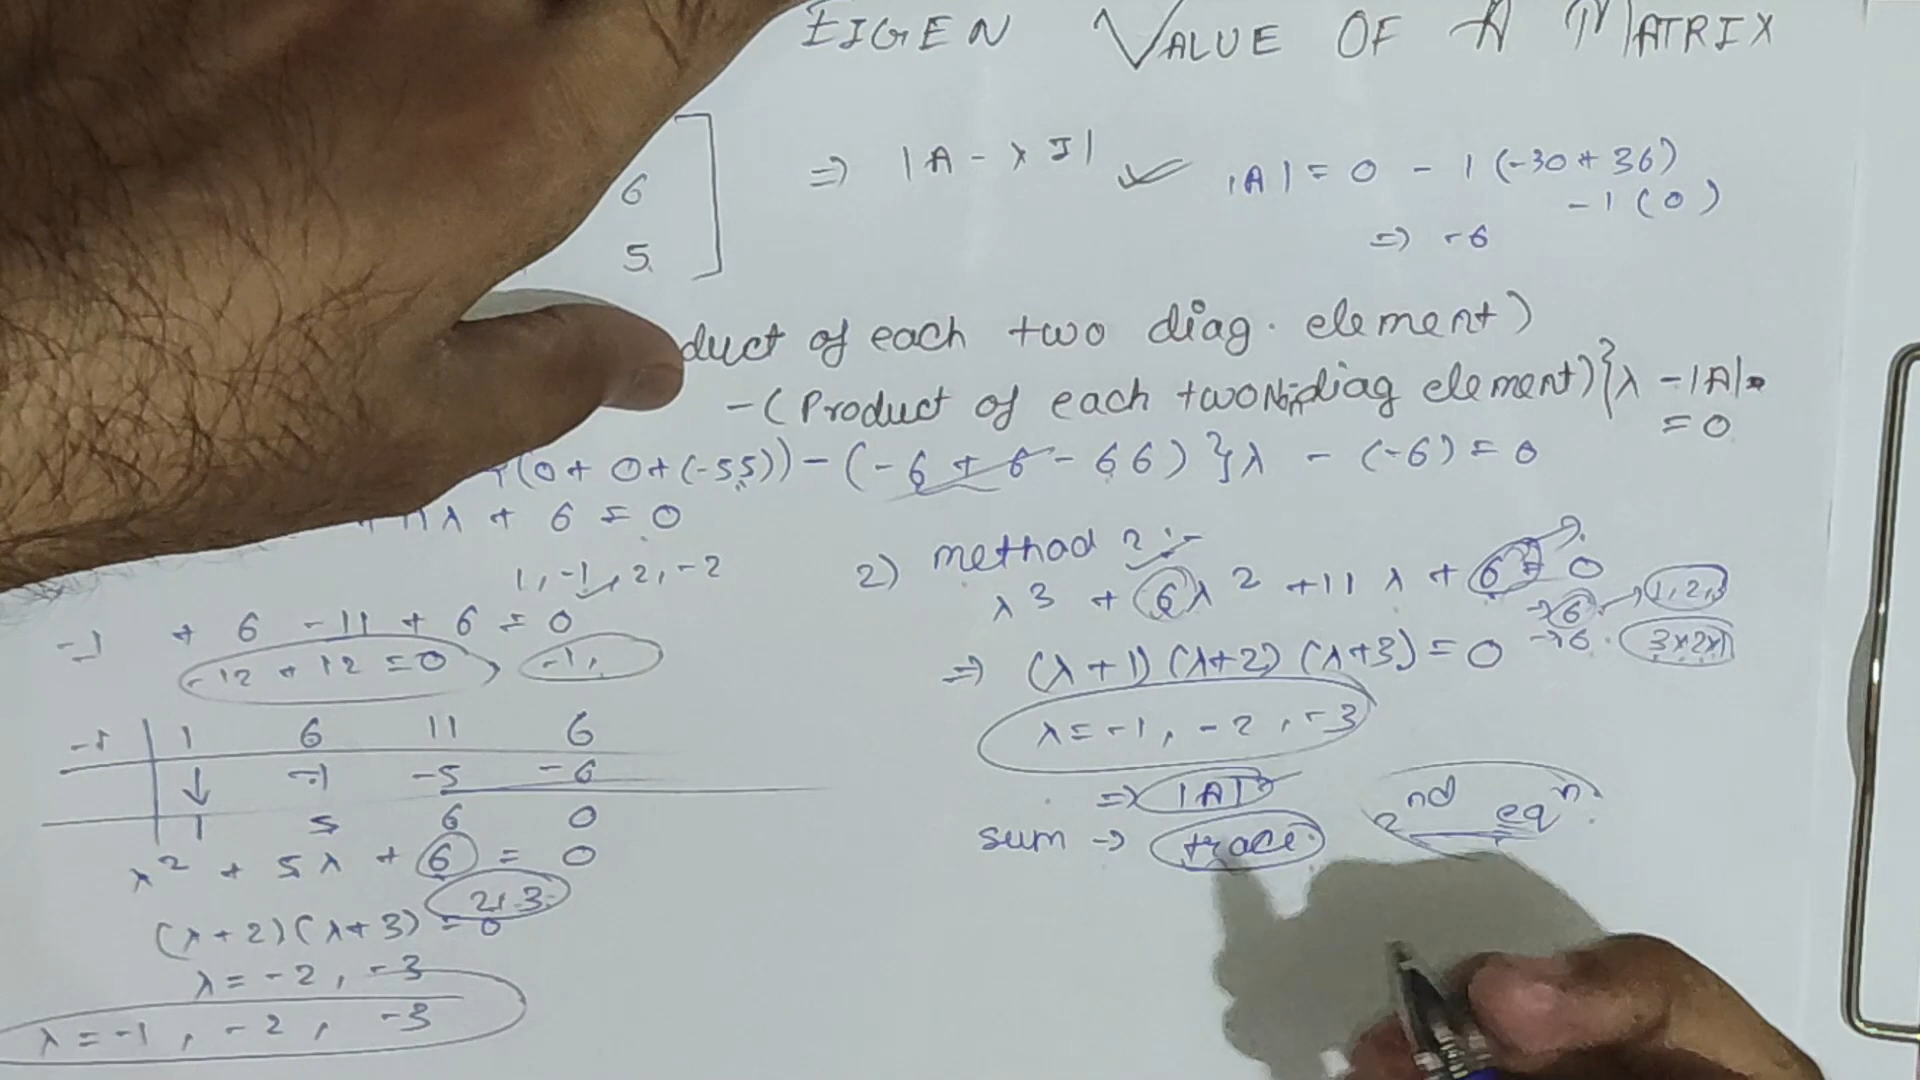 EIGEN VALUE OF A MATRIX
6
5
=> |A - λI| ✓
|A| = 0 - 1(-30+36)
-1(0)
=> -6
duct of each two diag. element)
-(Product of each two Non-diag element)}λ - |A|
= 0
(0+0+(-55))-(-6+6-66)}λ - (-6) = 0
11λ + 6 = 0
1, -1, 2, -2
-1 + 6 - 11 + 6 = 0
-12 + 12 = 0, -1,
-1 | 1 6 11 6
↓ -1 -5 -6
1 5 6 0
λ² + 5λ + 6 = 0
2, 3.
(λ+2)(λ+3) = 0
λ = -2, -3
λ = -1, -2, -3
2) method 2:-
λ³ + 6λ² + 11λ + 6 = 0
→ 6. → 1,2,3
=> (λ+1)(λ+2)(λ+3) = 0 → 6. 3x2x1
λ = -1, -2, -3
=> |A|
2nd eqn.
sum → trace.